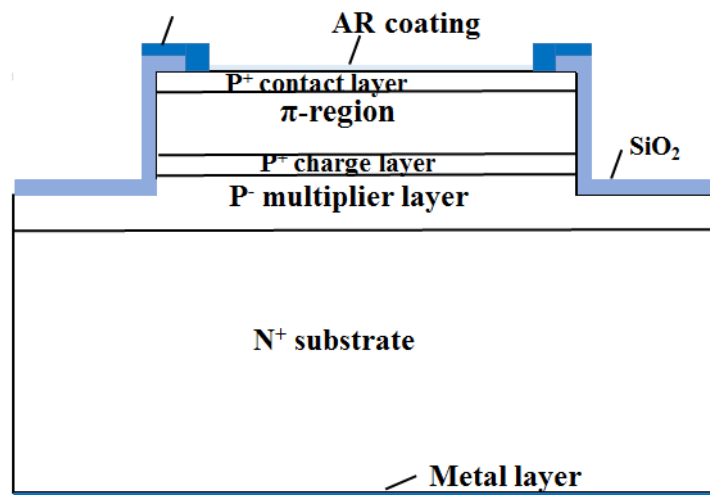 AR coating
P⁺ contact layer
π-region
P⁺ charge layer
SiO₂
P⁻ multiplier layer
N⁺ substrate
Metal layer